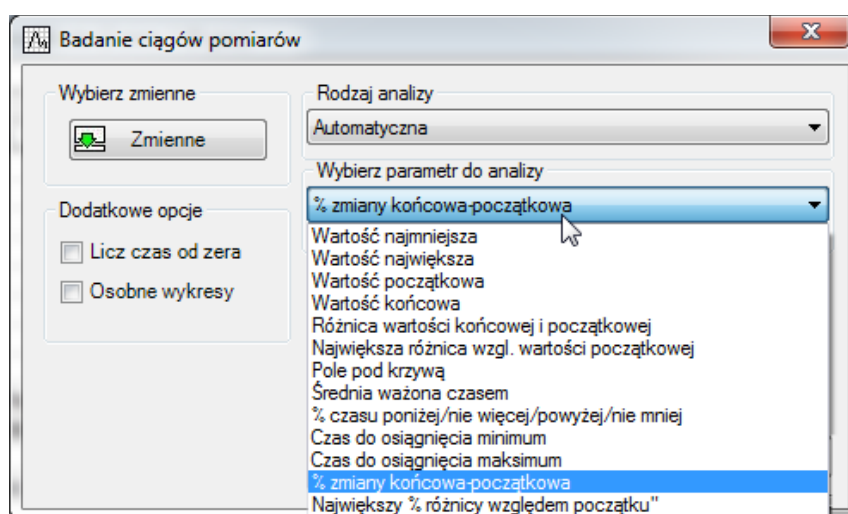 Badanie ciągów pomiarów
Wybierz zmienne
Zmienne
Dodatkowe opcje
Licz czas od zera
Osobne wykresy
Rodzaj analizy
Automatyczna
Wybierz parametr do analizy
% zmiany końcowa-początkowa
Wartość najmniejsza
Wartość największa
Wartość początkowa
Wartość końcowa
Różnica wartości końcowej i początkowej
Największa różnica wzgl. wartości początkowej
Pole pod krzywą
Średnia ważona czasem
% czasu poniżej/nie więcej/powyżej/nie mniej
Czas do osiągnięcia minimum
Czas do osiągnięcia maksimum
% zmiany końcowa-początkowa
Największy % różnicy względem początku"